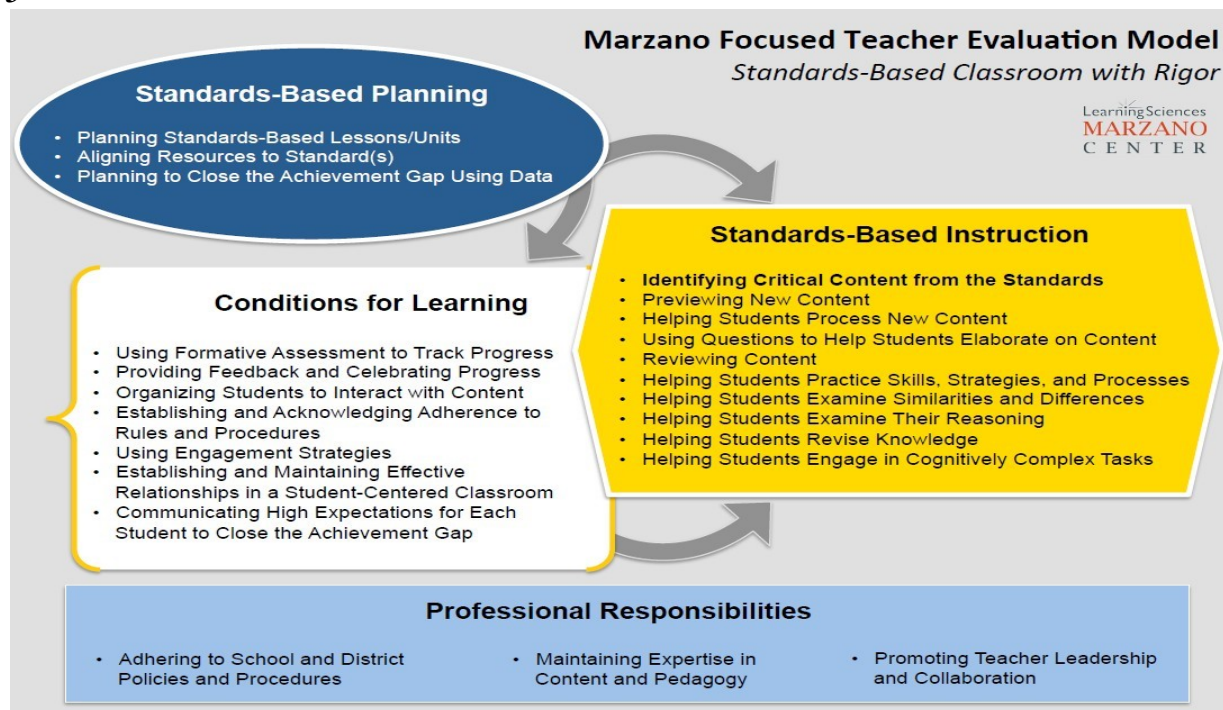 Marzano Focused Teacher Evaluation Model
Standards-Based Classroom with Rigor
LearningSciences
MARZANO
CENTER
Standards-Based Planning
• Planning Standards-Based Lessons/Units
• Aligning Resources to Standard(s)
• Planning to Close the Achievement Gap Using Data
Standards-Based Instruction
• Identifying Critical Content from the Standards
• Previewing New Content
• Helping Students Process New Content
• Using Questions to Help Students Elaborate on Content
• Reviewing Content
• Helping Students Practice Skills, Strategies, and Processes
• Helping Students Examine Similarities and Differences
• Helping Students Examine Their Reasoning
• Helping Students Revise Knowledge
• Helping Students Engage in Cognitively Complex Tasks
Conditions for Learning
• Using Formative Assessment to Track Progress
• Providing Feedback and Celebrating Progress
• Organizing Students to Interact with Content
• Establishing and Acknowledging Adherence to
Rules and Procedures
• Using Engagement Strategies
• Establishing and Maintaining Effective
Relationships in a Student-Centered Classroom
• Communicating High Expectations for Each
Student to Close the Achievement Gap
Professional Responsibilities
• Adhering to School and District
Policies and Procedures
• Maintaining Expertise in
Content and Pedagogy
• Promoting Teacher Leadership
and Collaboration